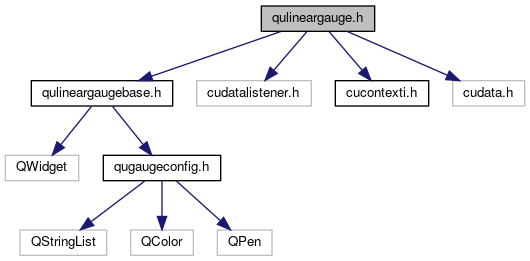 qulineargauge.h
qulineargaugebase.h
cudatalistener.h
cucontexti.h
cudata.h
QWidget
qugaugeconfig.h
QStringList
QColor
QPen